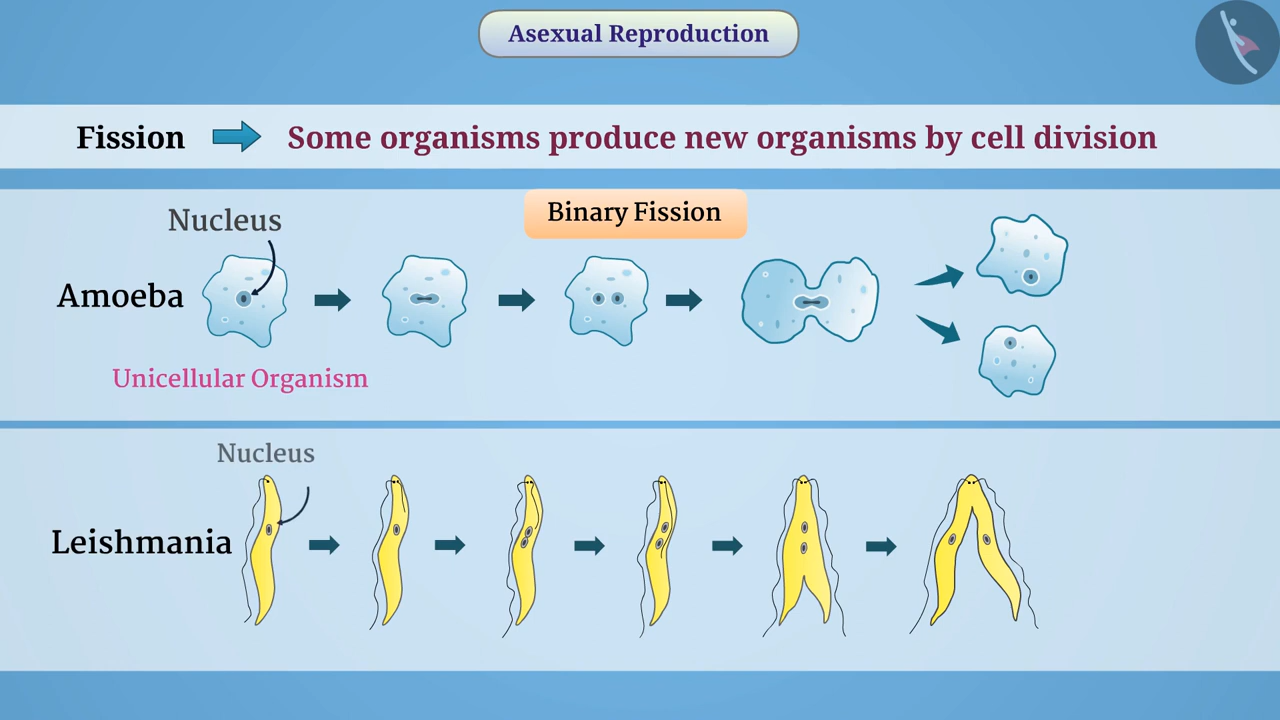 Asexual Reproduction
Fission Some organisms produce new organisms by cell division
Binary Fission
Nucleus
Amoeba
Unicellular Organism
Nucleus
Leishmania